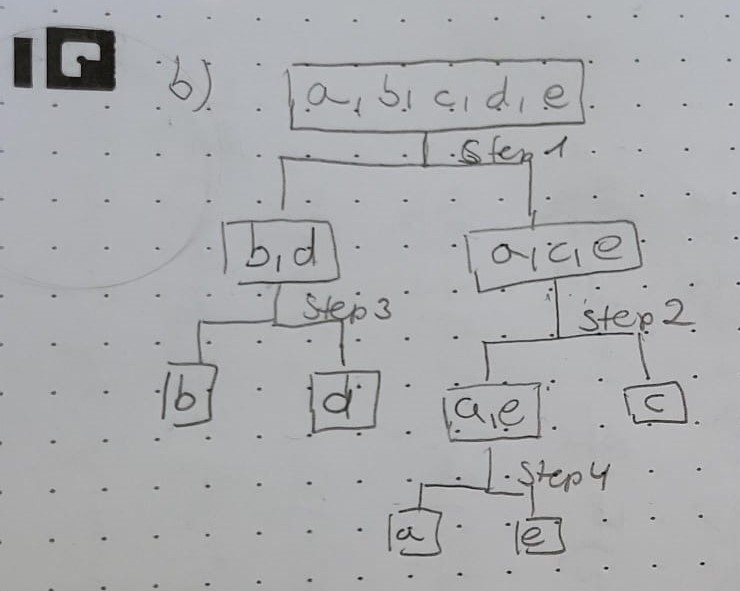 b)
a, b, c, d, e
Step 1
b, d
a, c, e
Step 3
Step 2
b
d
a, e
c
Step 4
a
e